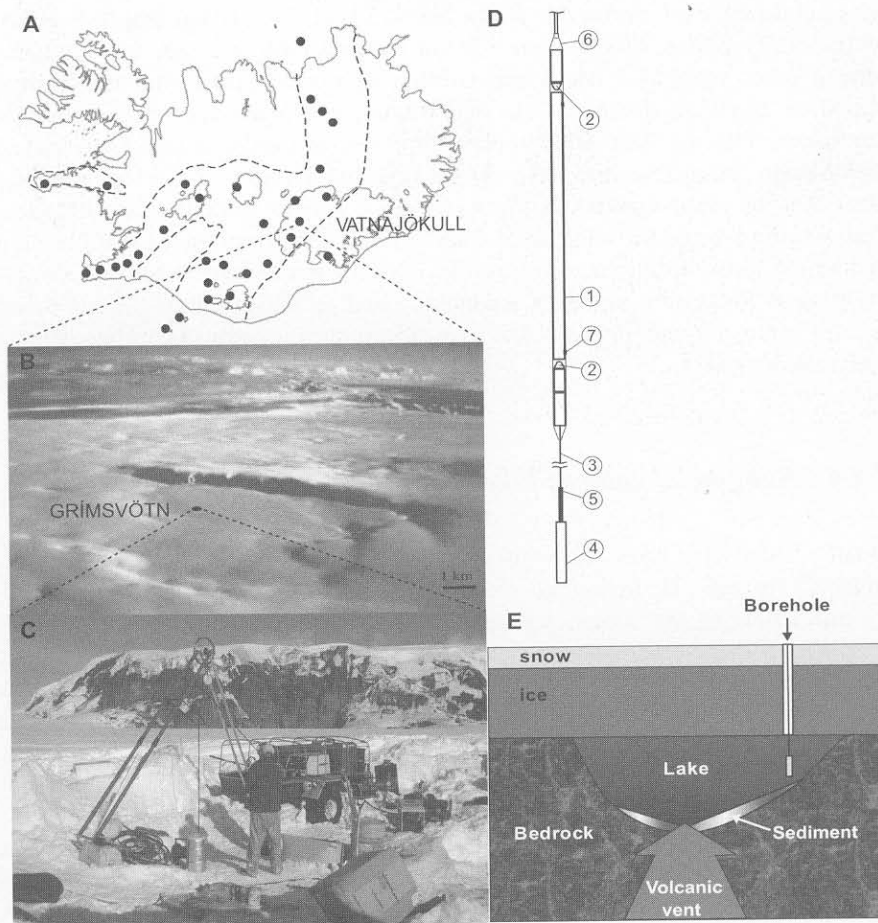 A
VATNAJÖKULL
B
GRÍMSVÖTN
1 km
C
D
6
2
1
7
2
3
5
4
E
Borehole
snow
ice
Lake
Bedrock
Sediment
Volcanic
vent